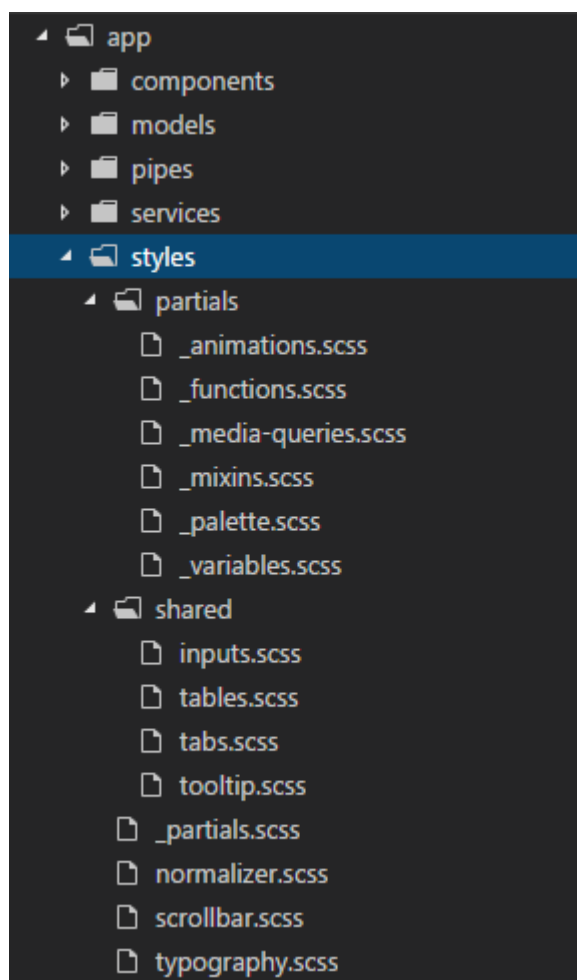 app
components
models
pipes
services
styles
partials
_animations.scss
_functions.scss
_media-queries.scss
_mixins.scss
_palette.scss
_variables.scss
shared
inputs.scss
tables.scss
tabs.scss
tooltip.scss
_partials.scss
normalizer.scss
scrollbar.scss
typography.scss